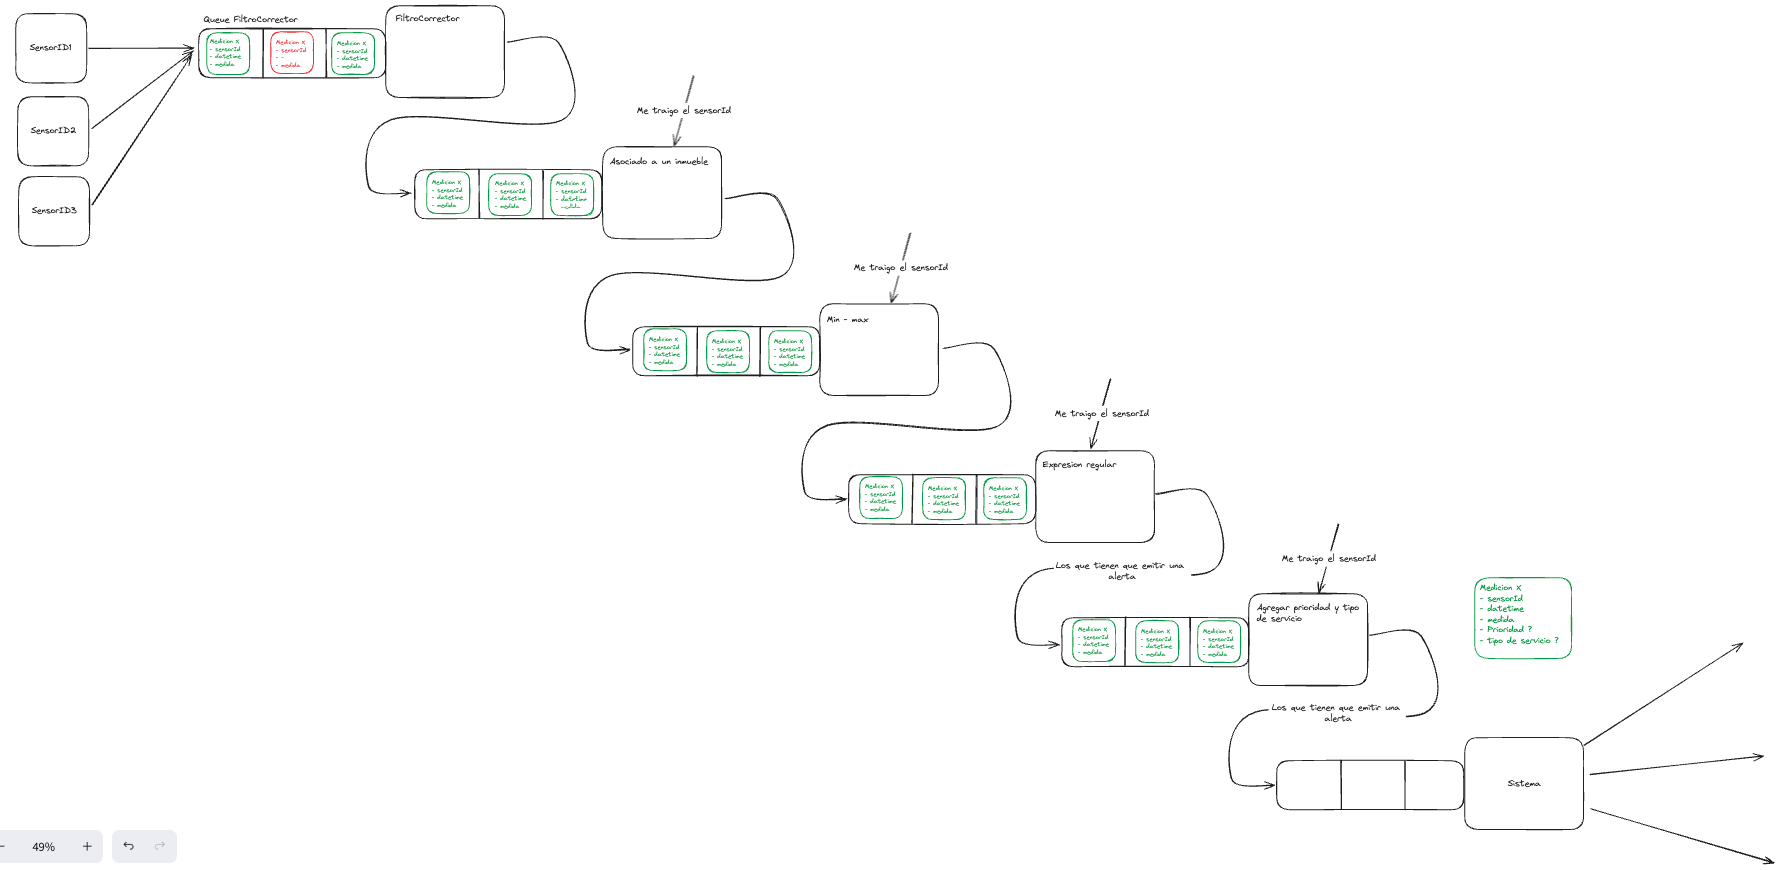 SensorID1
SensorID2
SensorID3
Queue FiltroCorrector
Medicion X
- sensorId
- datetime
- medida
Medicion X
- sensorId
- -
- medida
Medicion X
- sensorId
- datetime
- medida
FiltroCorrector
Me traigo el sensorId
Medicion X
- sensorId
- datetime
- medida
Medicion X
- sensorId
- datetime
- medida
Medicion X
- sensorId
- datetime
Asociado a un inmueble
Me traigo el sensorId
Medicion X
- sensorId
- datetime
- medida
Medicion X
- sensorId
- datetime
- medida
Medicion X
- sensorId
- datetime
- medida
Min - max
Me traigo el sensorId
Medicion X
- sensorId
- datetime
- medida
Medicion X
- sensorId
- datetime
- medida
Medicion X
- sensorId
- datetime
- medida
Expresion regular
Los que tienen que emitir una
alerta
Me traigo el sensorId
Medicion X
- sensorId
- datetime
- medida
Medicion X
- sensorId
- datetime
- medida
Medicion X
- sensorId
- datetime
- medida
Agregar prioridad y tipo
de servicio
Medicion X
- sensorId
- datetime
- medida
- Prioridad ?
- tipo de servicio ?
Los que tienen que emitir una
alerta
Sistema
49%